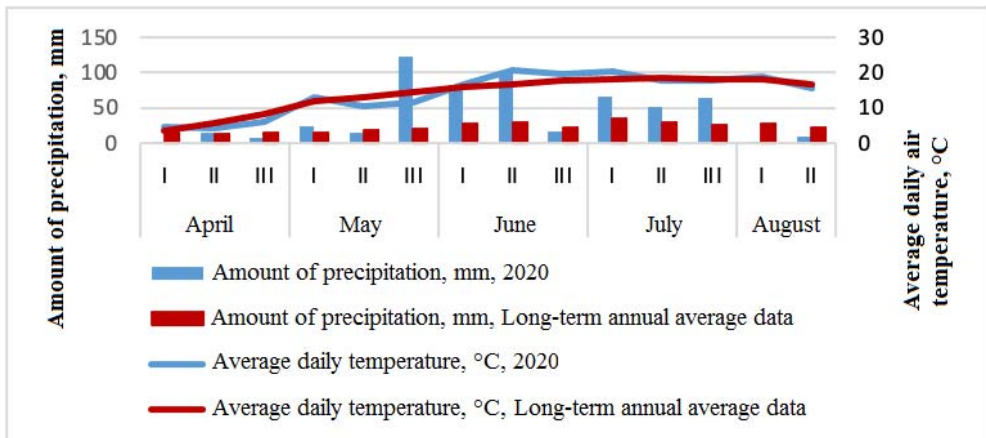 Amount of precipitation, mm
150
100
50
0
30
20
10
0
Average daily air
temperature, °C
I II III I II III I II III I II III I II
April May June July August
Amount of precipitation, mm, 2020
Amount of precipitation, mm, Long-term annual average data
Average daily temperature, °C, 2020
Average daily temperature, °C, Long-term annual average data